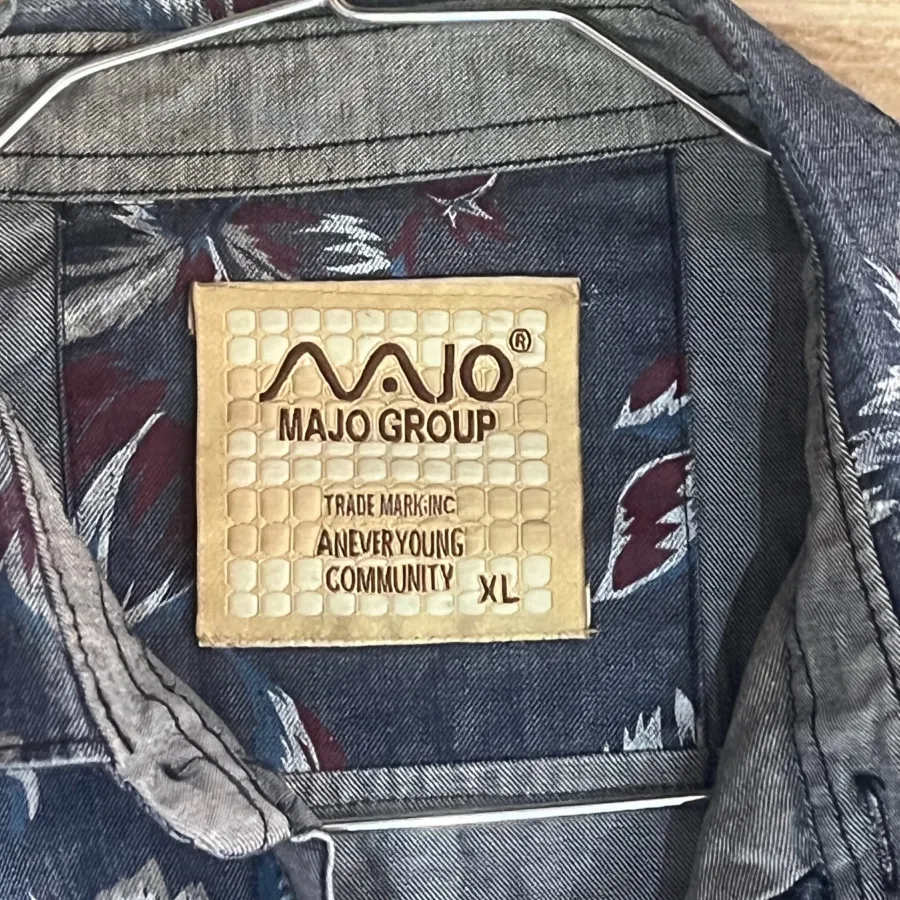 MAJO®
MAJO GROUP
TRADE MARK:INC
ANEVERYOUNG
COMMUNITY XL